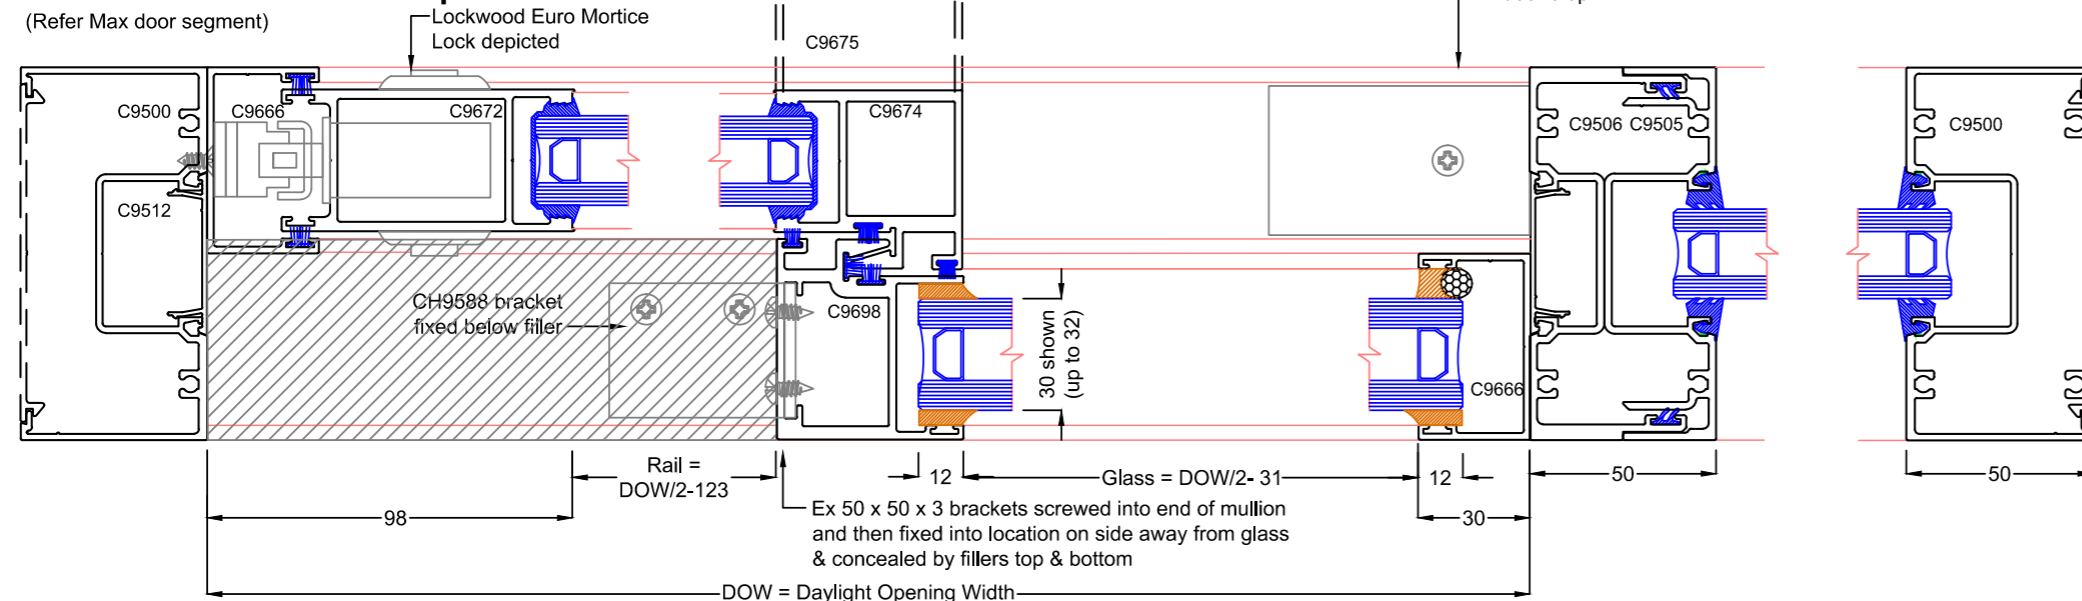 (Refer Max door segment)
Lockwood Euro Mortice
Lock depicted
C9675
C9500
C9666
C9672
C9674
C9506
C9505
C9500
C9512
CH9588 bracket
fixed below filler
C9698
30 shown
(up to 32)
C9666
Rail =
DOW/2-123
12
Glass = DOW/2- 31
12
50
50
98
30
Ex 50 x 50 x 3 brackets screwed into end of mullion
and then fixed into location on side away from glass
& concealed by fillers top & bottom
DOW = Daylight Opening Width